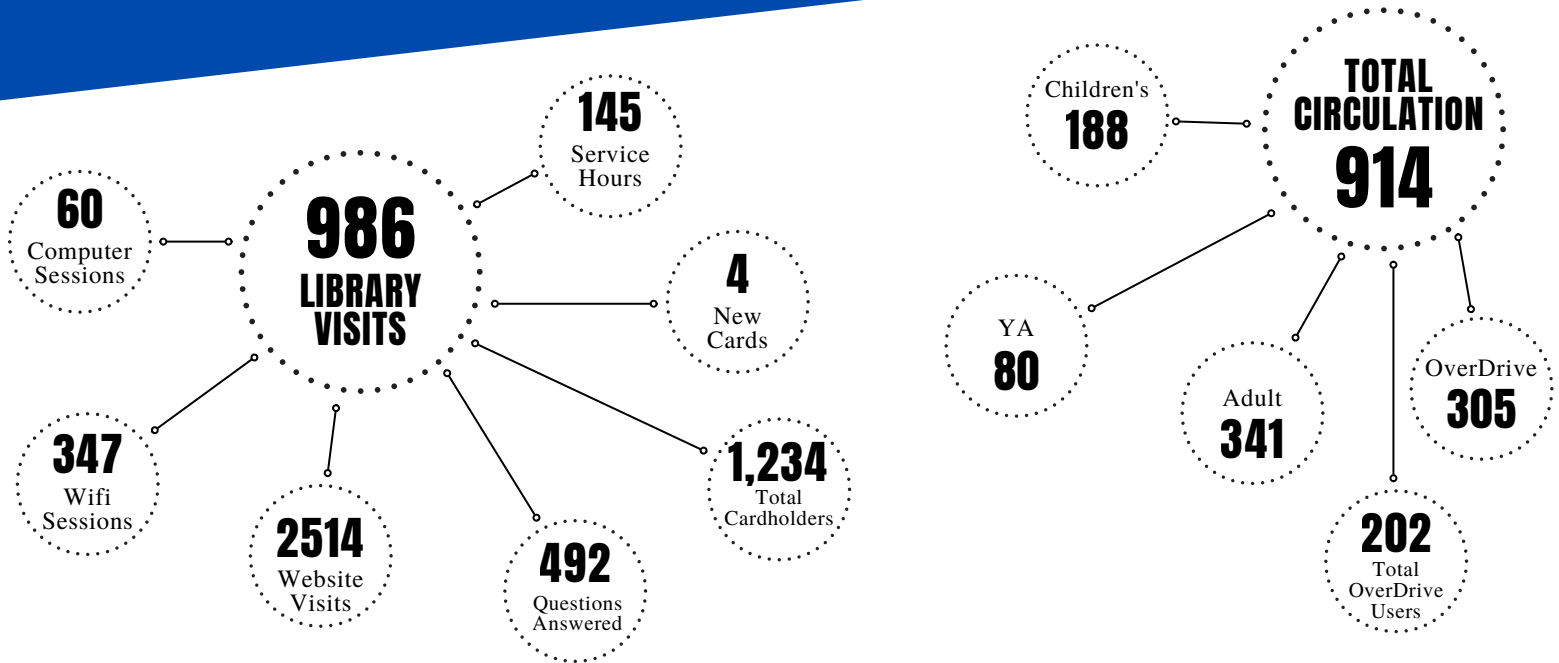 145
Service
Hours
60
Computer
Sessions
986
LIBRARY
VISITS
4
New
Cards
347
Wifi
Sessions
2514
Website
Visits
492
Questions
Answered
1,234
Total
Cardholders
TOTAL
CIRCULATION
914
Children's
188
YA
80
Adult
341
OverDrive
305
202
Total
OverDrive
Users